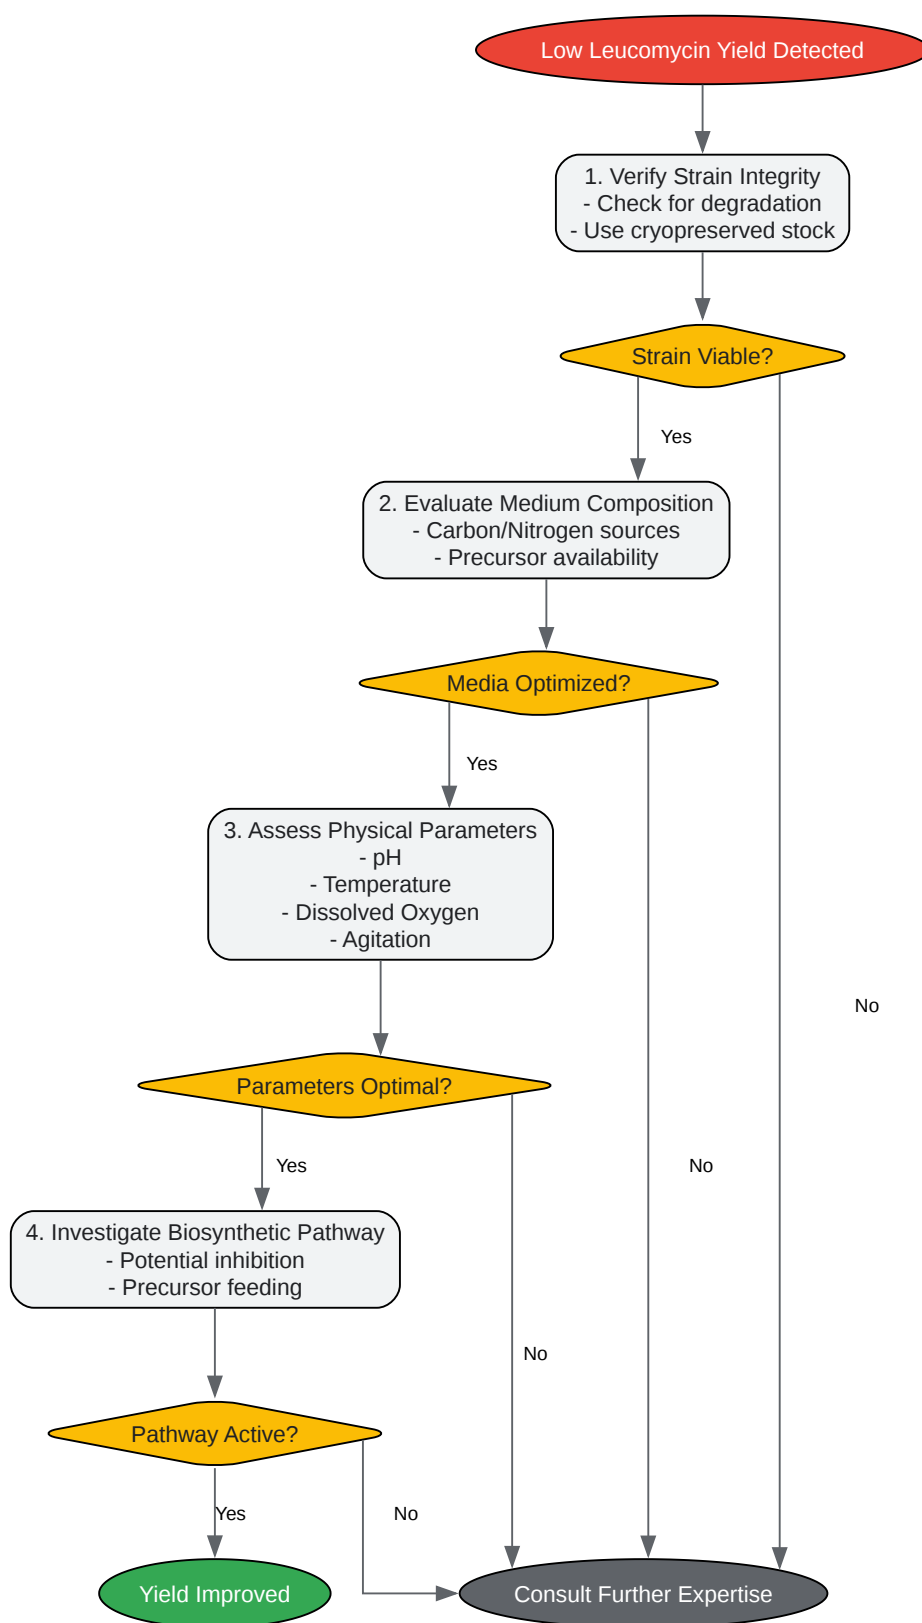 Low Leucomycin Yield Detected
1. Verify Strain Integrity
- Check for degradation
- Use cryopreserved stock
Strain Viable?
Yes
2. Evaluate Medium Composition
- Carbon/Nitrogen sources
- Precursor availability
Media Optimized?
Yes
3. Assess Physical Parameters
- pH
- Temperature
- Dissolved Oxygen
- Agitation
No
Parameters Optimal?
Yes
No
4. Investigate Biosynthetic Pathway
- Potential inhibition
- Precursor feeding
No
Pathway Active?
Yes
No
Yield Improved
Consult Further Expertise